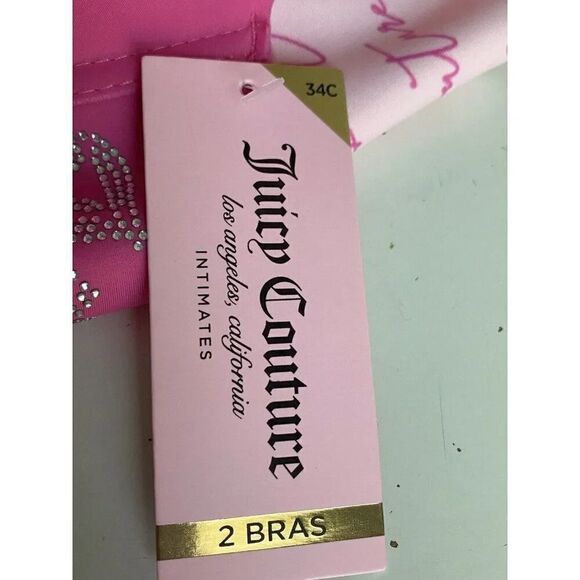 34C
Juicy Couture
los angeles, california
INTIMATES
2 BRAS